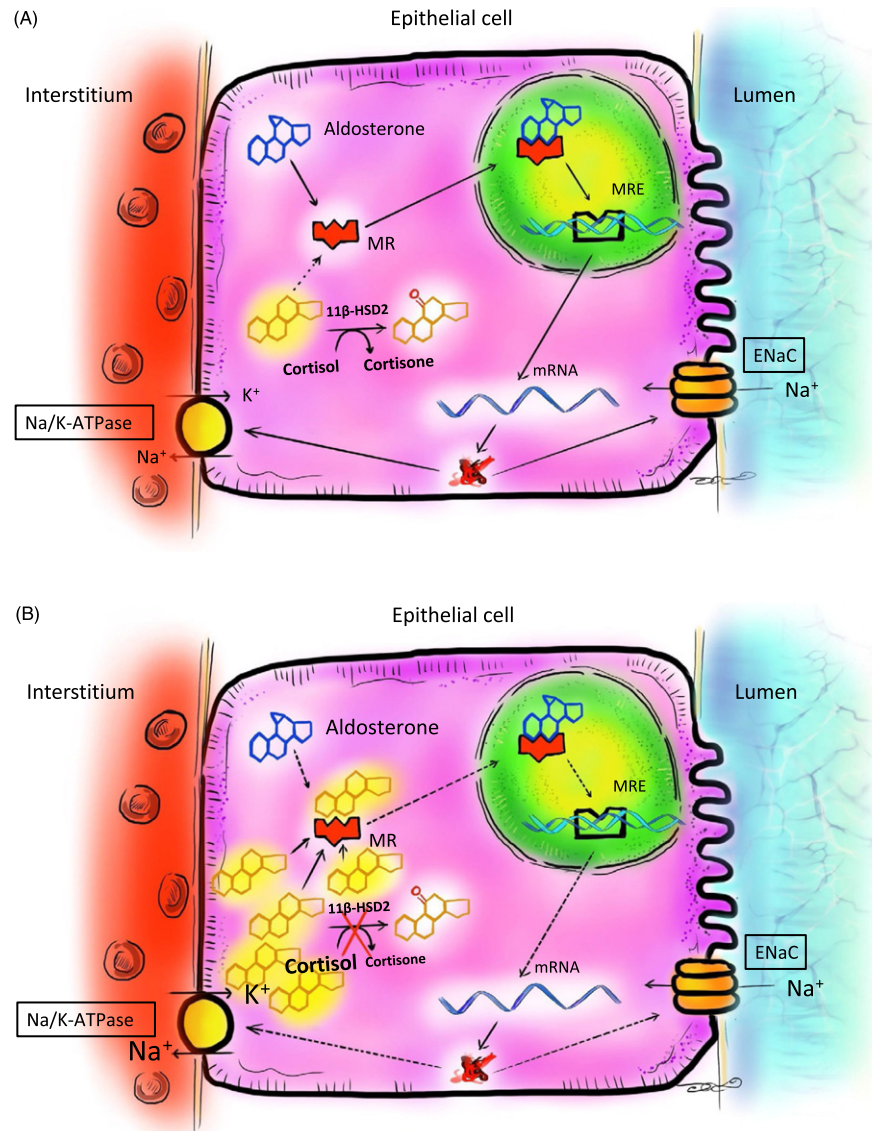 (A)
Epithelial cell
Interstitium
Lumen
Aldosterone
MRE
MR
11β-HSD2
Cortisol
Cortisone
ENaC
mRNA
K⁺
Na⁺
Na/K-ATPase
Na⁺
(B)
Epithelial cell
Interstitium
Lumen
Aldosterone
MRE
MR
11β-HSD2
Cortisol
Cortisone
ENaC
mRNA
K⁺
Na⁺
Na/K-ATPase
Na⁺